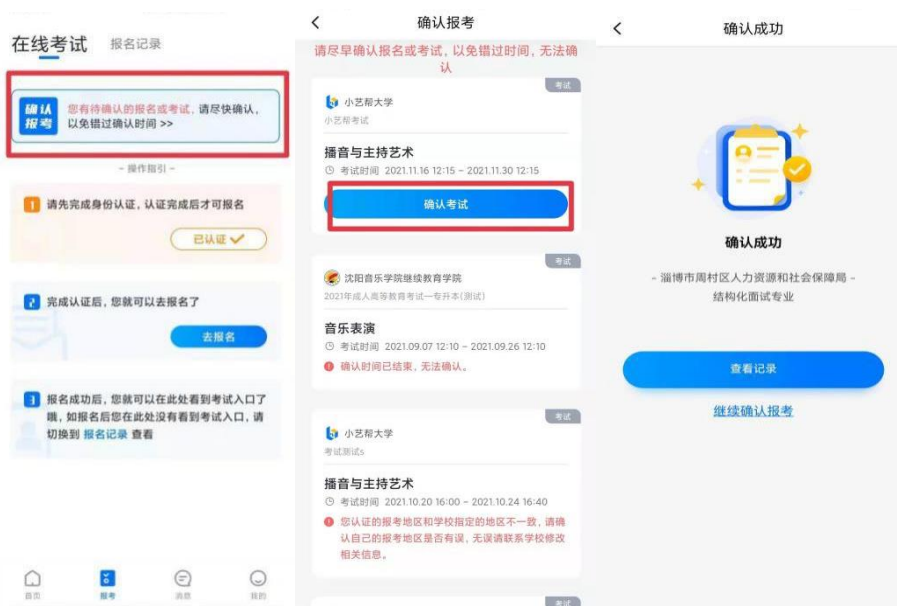 在线考试 报名记录
确认
报考
您有待确认的报名或考试，请尽快确认，
以免错过确认时间 >>
- 操作指引 -
1 请先完成身份认证，认证完成后才可报名
已认证
2 完成认证后，您就可以去报名了
去报名
3 报名成功后，您就可以在此处看到考试入口了
哦，如报名后您在此处没有看到考试入口，请
切换到 报名记录 查看
首页 报考 消息 我的
确认报考
请尽早确认报名或考试，以免错过时间，无法确
认
考试
小艺帮大学
小艺帮考试
播音与主持艺术
考试时间 2021.11.16 12:15 - 2021.11.30 12:15
确认考试
考试
沈阳音乐学院继续教育学院
2021年成人高等教育考试—专升本(测试)
音乐表演
考试时间 2021.09.07 12:10 - 2021.09.26 12:10
确认时间已结束，无法确认。
考试
小艺帮大学
考试测试s
播音与主持艺术
考试时间 2021.10.20 16:00 - 2021.10.24 16:40
您认证的报考地区和学校指定的地区不一致，请确
认自己的报考地区是否有误，无误请联系学校修改
相关信息。
考试
确认成功
确认成功
- 淄博市周村区人力资源和社会保障局 -
结构化面试专业
查看记录
继续确认报考